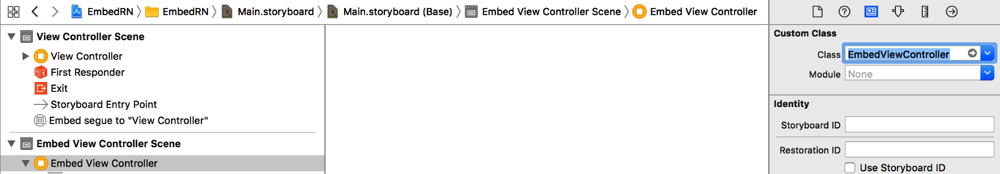 EmbedRN EmbedRN Main.storyboard Main.storyboard (Base) Embed View Controller Scene Embed View Controller
View Controller Scene
View Controller
First Responder
Exit
Storyboard Entry Point
Embed segue to "View Controller"
Embed View Controller Scene
Embed View Controller
Custom Class
Class EmbedViewController
Module None
Identity
Storyboard ID
Restoration ID
Use Storyboard ID